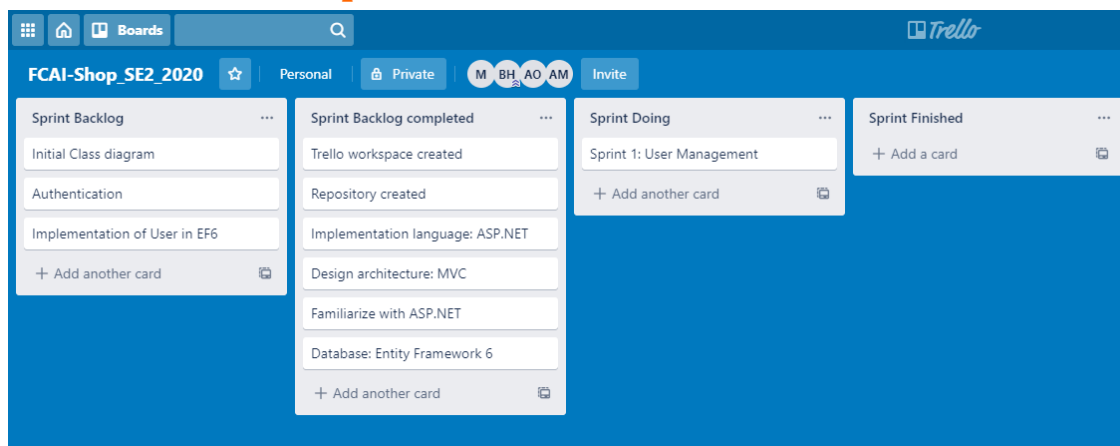 Boards
Trello
FCAI-Shop_SE2_2020
Personal
Private
M BH AO AM
Invite
Sprint Backlog
Initial Class diagram
Authentication
Implementation of User in EF6
+ Add another card
Sprint Backlog completed
Trello workspace created
Repository created
Implementation language: ASP.NET
Design architecture: MVC
Familiarize with ASP.NET
Database: Entity Framework 6
+ Add another card
Sprint Doing
Sprint 1: User Management
+ Add another card
Sprint Finished
+ Add a card